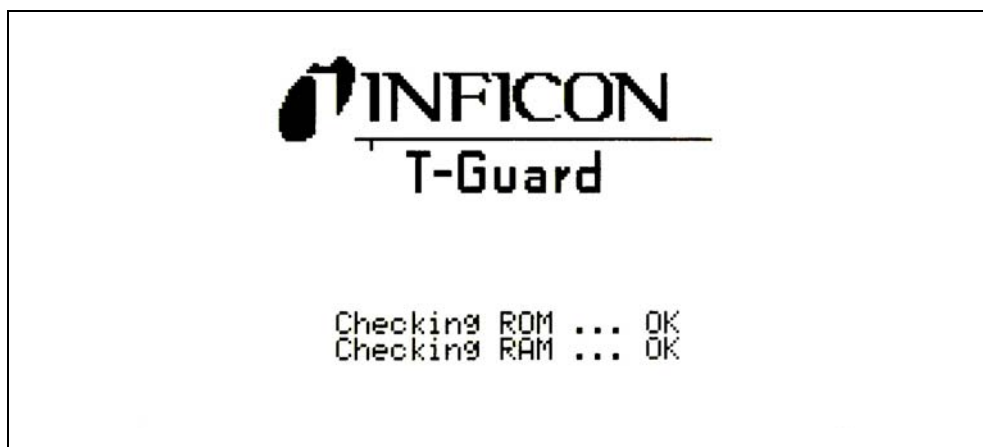 INFICON
T-Guard
Checking ROM ... OK
Checking RAM ... OK